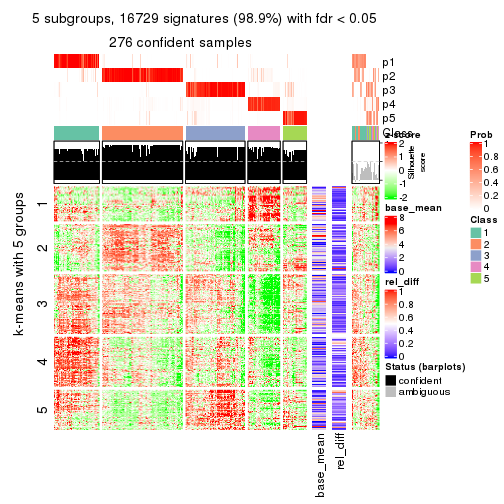 5 subgroups, 16729 signatures (98.9%) with fdr < 0.05
276 confident samples
p1
p2
p3
p4
p5
Class
Silhouette
score
k-means with 5 groups
1
2
3
4
5
base_mean
rel_diff
z-score
2
1
0
-1
-2
base_mean
8
6
4
2
0
rel_diff
1
0.8
0.6
0.4
0.2
0
Status (barplots)
confident
ambiguous
Prob
1
0.8
0.6
0.4
0.2
0
Class
1
2
3
4
5